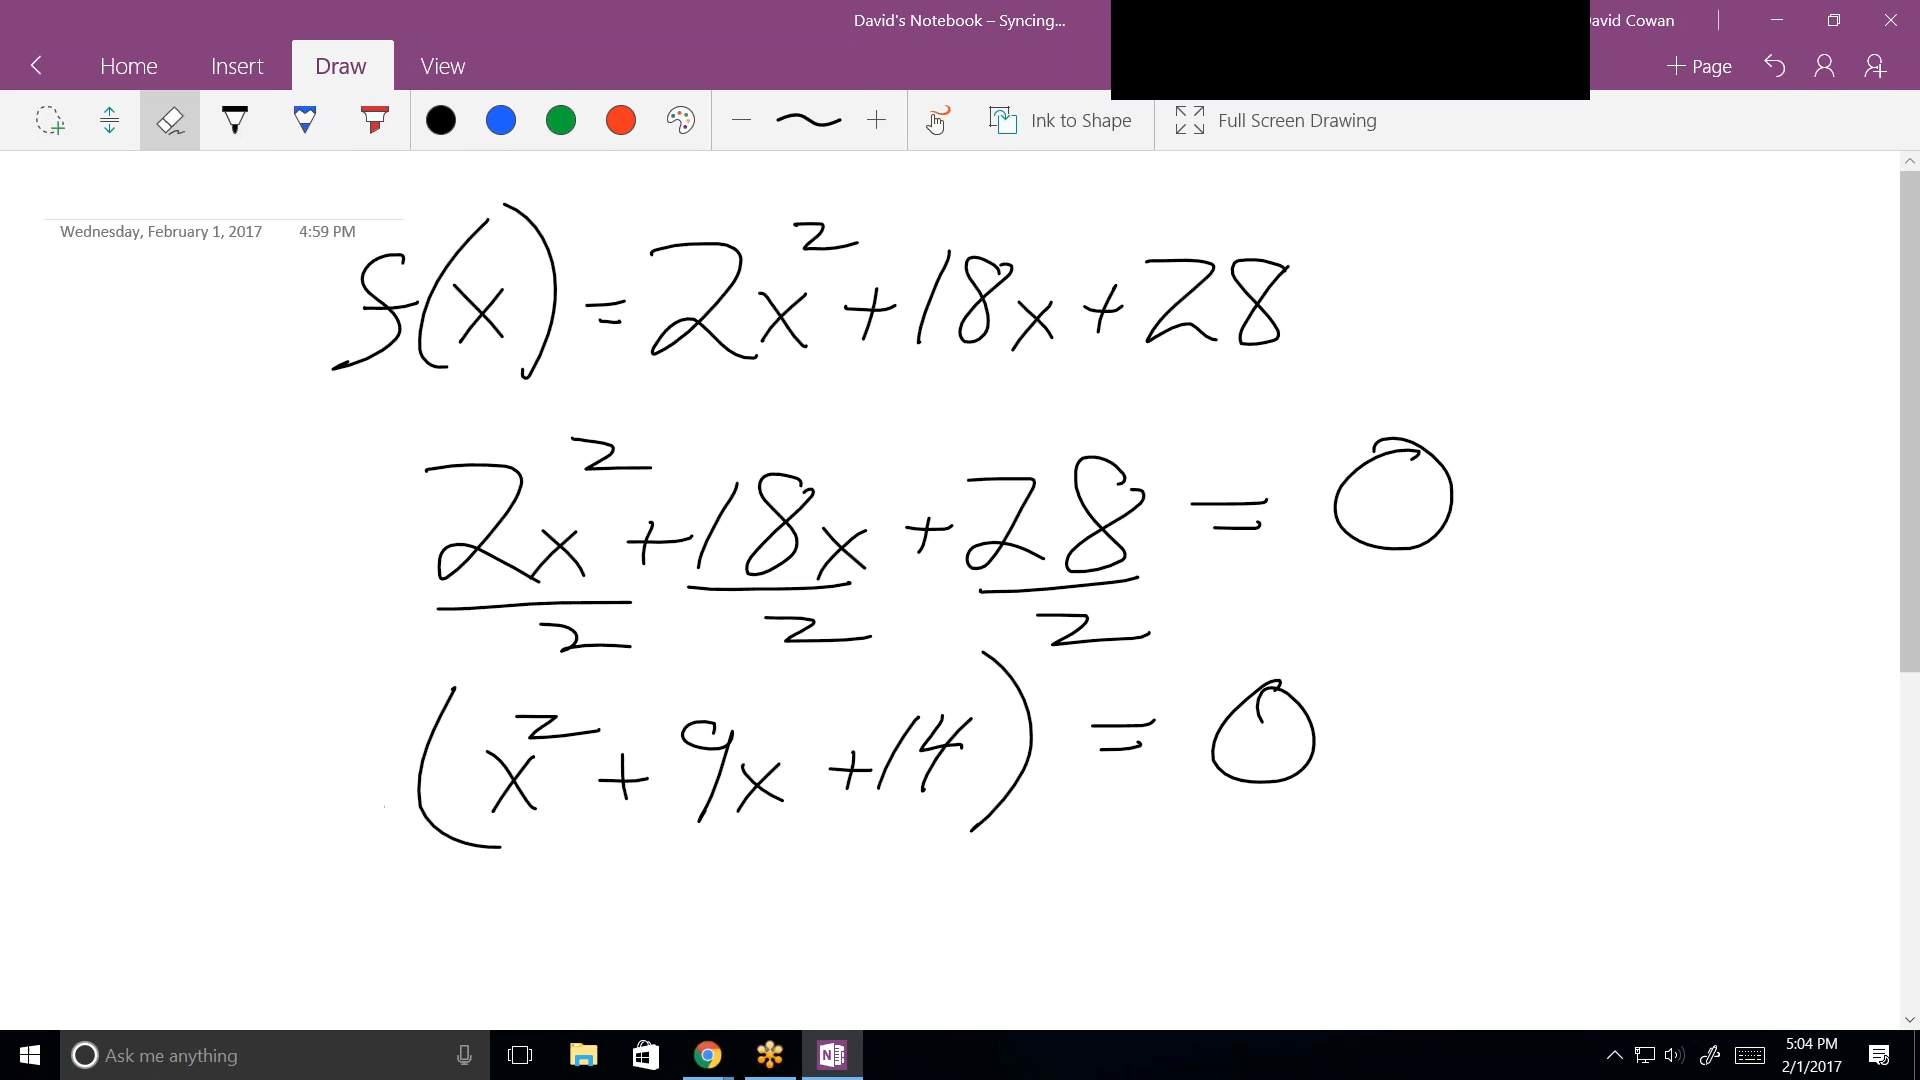 David's Notebook – Syncing...
avid Cowan
Home Insert Draw View
Page
Ink to Shape Full Screen Drawing
Wednesday, February 1, 2017 4:59 PM
f(x) = 2x² + 18x + 28
2x² + 18x + 28 = 0
2 2 2
(x² + 9x + 14) = 0
Ask me anything
N
5:04 PM
2/1/2017